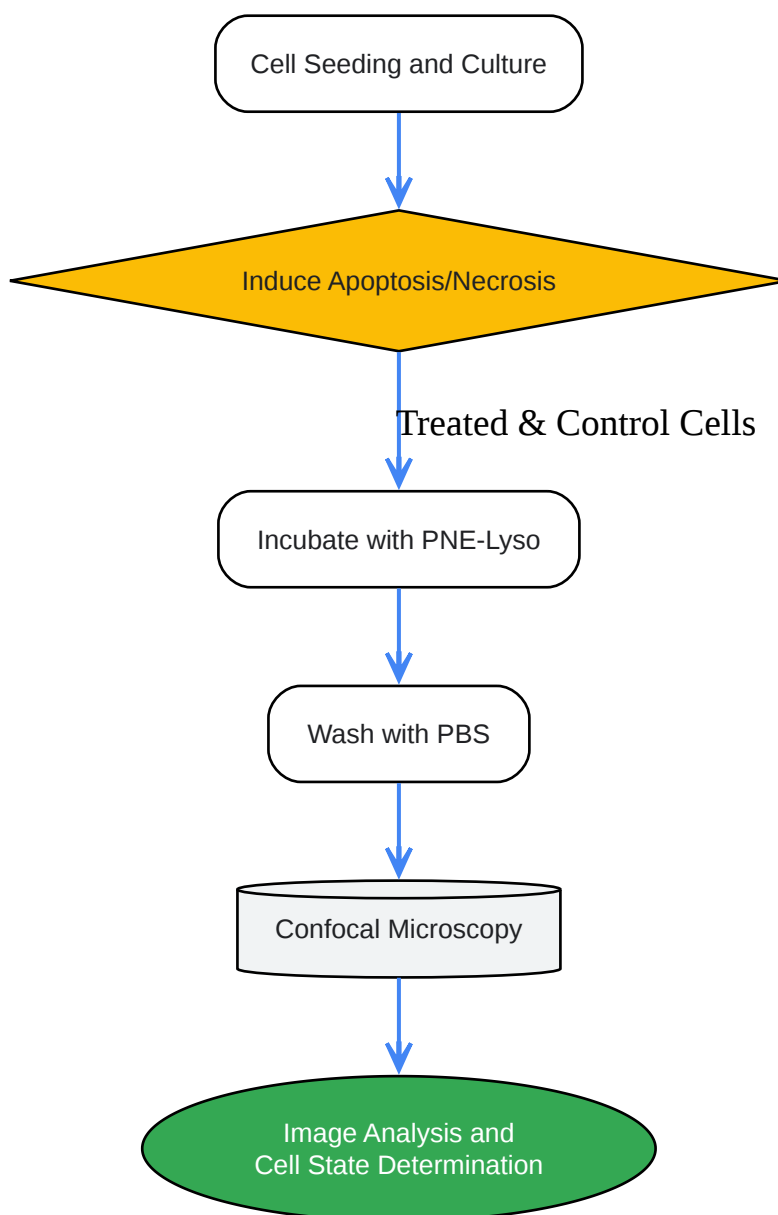 Cell Seeding and Culture
Induce Apoptosis/Necrosis
Treated & Control Cells
Incubate with PNE-Lyso
Wash with PBS
Confocal Microscopy
Image Analysis and
Cell State Determination